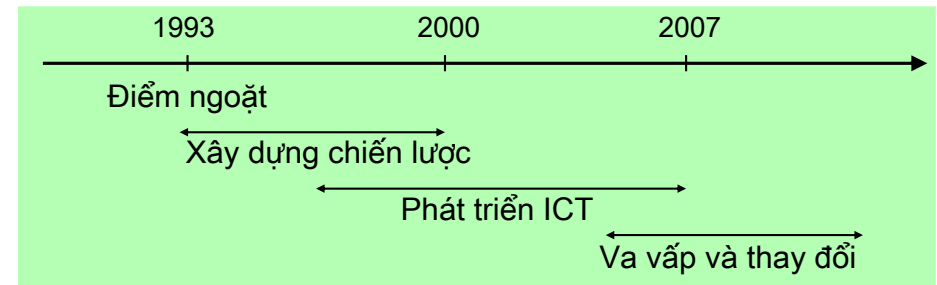 1993 2000 2007
Điểm ngoặt
Xây dựng chiến lược
Phát triển ICT
Va vấp và thay đổi